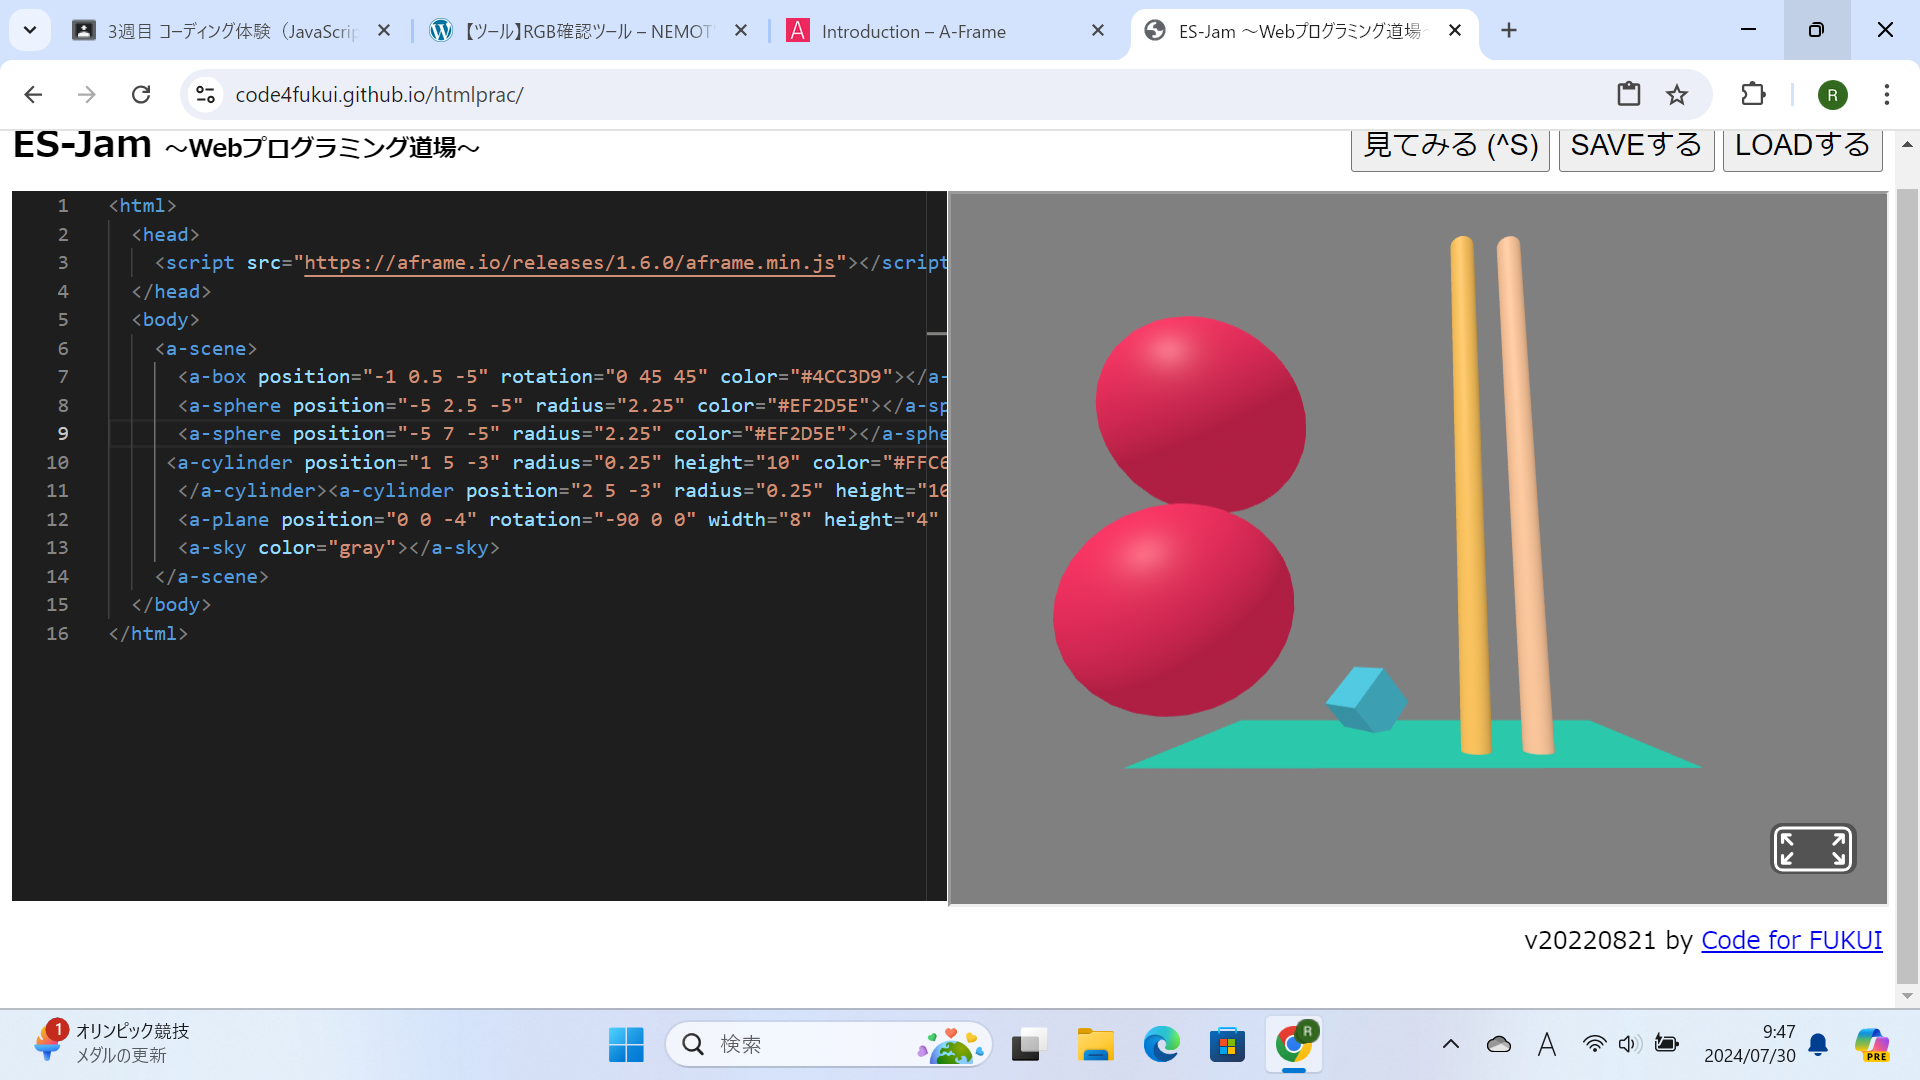 3週目 コーディング体験（JavaScrip
【ツール】RGB確認ツール – NEMOT
Introduction – A-Frame
ES-Jam ～Webプログラミング道場～
code4fukui.github.io/htmlprac/
R
ES-Jam ～Webプログラミング道場～
見てみる (^S)
SAVEする
LOADする
1 <html>
2 <head>
3 <script src="https://aframe.io/releases/1.6.0/aframe.min.js"></script
4 </head>
5 <body>
6 <a-scene>
7 <a-box position="-1 0.5 -5" rotation="0 45 45" color="#4CC3D9"></a-
8 <a-sphere position="-5 2.5 -5" radius="2.25" color="#EF2D5E"></a-sp
9 <a-sphere position="-5 7 -5" radius="2.25" color="#EF2D5E"></a-sphe
10 <a-cylinder position="1 5 -3" radius="0.25" height="10" color="#FFC6
11 </a-cylinder><a-cylinder position="2 5 -3" radius="0.25" height="10
12 <a-plane position="0 0 -4" rotation="-90 0 0" width="8" height="4"
13 <a-sky color="gray"></a-sky>
14 </a-scene>
15 </body>
16 </html>
v20220821 by Code for FUKUI
1
オリンピック競技
メダルの更新
検索
R
A
9:47
2024/07/30
PRE